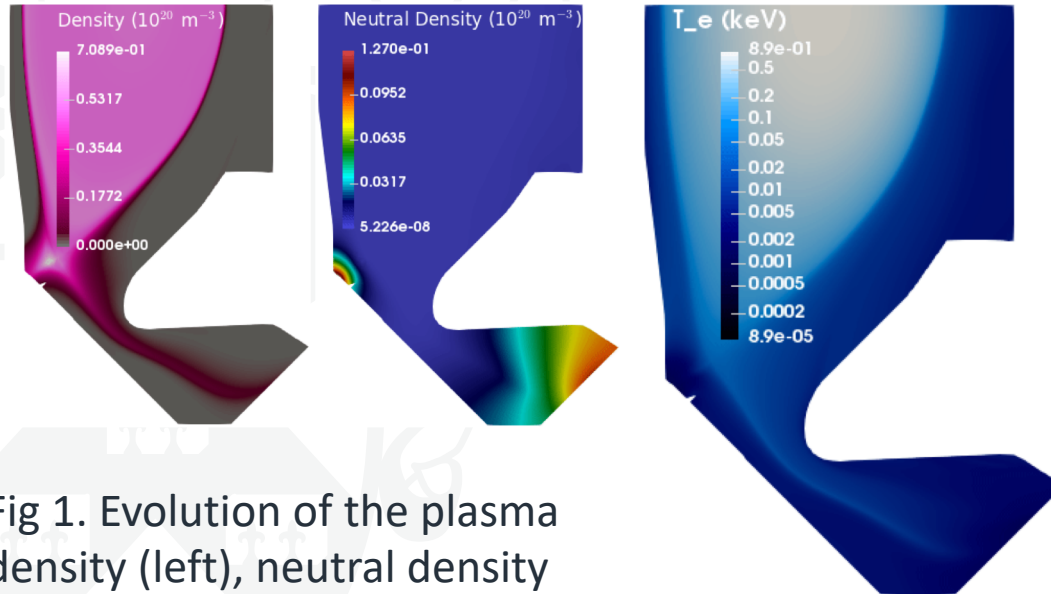 Density (10²⁰ m⁻³)
7.089e-01
0.5317
0.3544
0.1772
0.000e+00
Neutral Density (10²⁰ m⁻³)
1.270e-01
0.0952
0.0635
0.0317
5.226e-08
T_e (keV)
8.9e-01
0.5
0.2
0.1
0.05
0.02
0.01
0.005
0.002
0.001
0.0005
0.0002
8.9e-05
Fig 1. Evolution of the plasma
density (left), neutral density